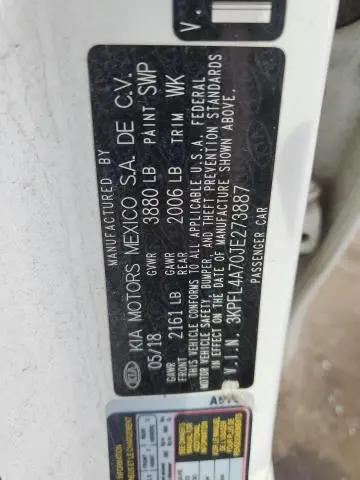 MANUFACTURED BY
KIA KIA MOTORS MEXICO S.A. DE C.V.
05/18 GVWR 3880 LB PAINT SWP
GAWR FRONT 2161 LB GAWR REAR 2006 LB TRIM WK
THIS VEHICLE CONFORMS TO ALL APPLICABLE U.S.A. FEDERAL
MOTOR VEHICLE SAFETY, BUMPER, AND THEFT PREVENTION STANDARDS
IN EFFECT ON THE DATE OF MANUFACTURE SHOWN ABOVE.
V.I.N. 3KPFL4A70JE273887
PASSENGER CAR
V.
INFORMATION